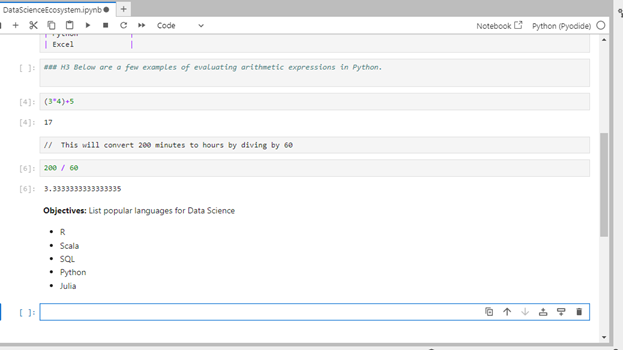 DataScienceEcosystem.ipynb
Code
Notebook
Python (Pyodide)
| Python |
| Excel |
[ ]: ### H3 Below are a few examples of evaluating arithmetic expressions in Python.
[4]: (3*4)+5
[4]: 17
// This will convert 200 minutes to hours by diving by 60
[6]: 200 / 60
[6]: 3.3333333333333335
Objectives: List popular languages for Data Science
• R
• Scala
• SQL
• Python
• Julia
[ ]: